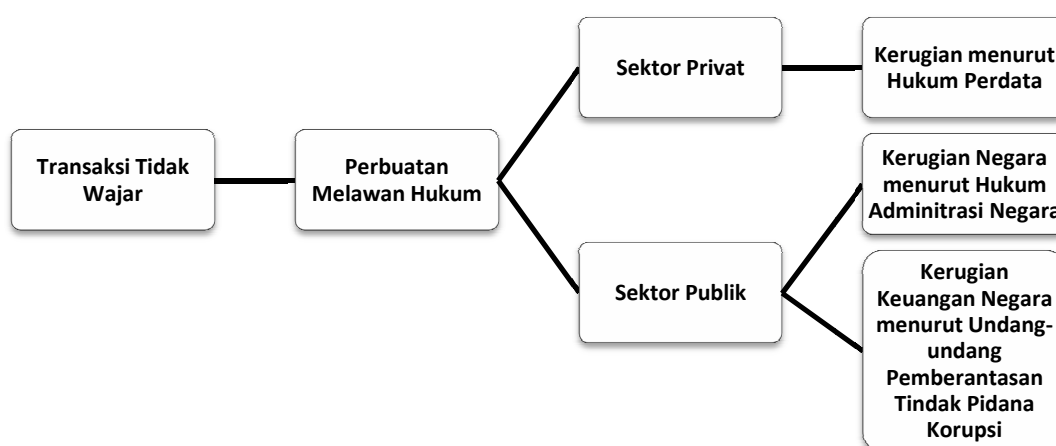 Transaksi Tidak
Wajar
Perbuatan
Melawan Hukum
Sektor Privat
Kerugian menurut
Hukum Perdata
Sektor Publik
Kerugian Negara
menurut Hukum
Adminitrasi Negara
Kerugian
Keuangan Negara
menurut Undang-
undang
Pemberantasan
Tindak Pidana
Korupsi